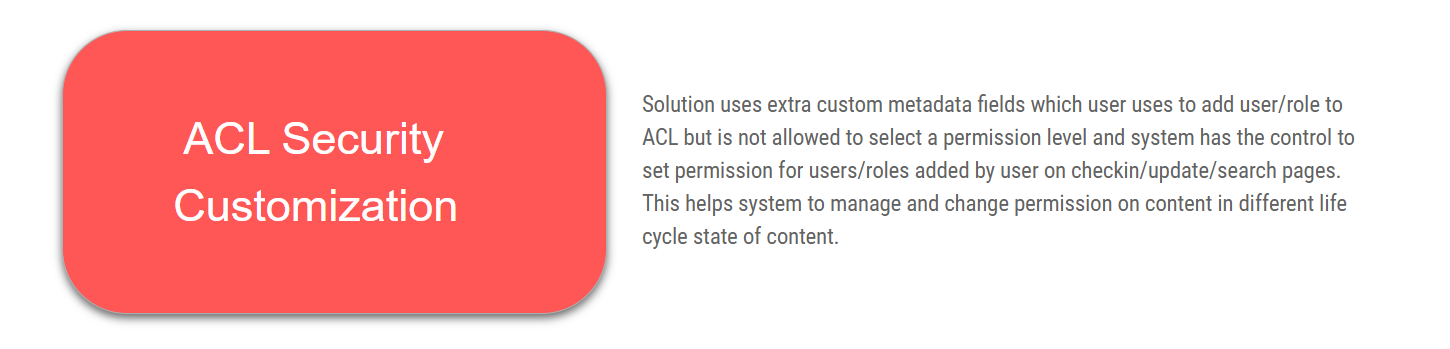 ACL Security
Customization
Solution uses extra custom metadata fields which user uses to add user/role to
ACL but is not allowed to select a permission level and system has the control to
set permission for users/roles added by user on checkin/update/search pages.
This helps system to manage and change permission on content in different life
cycle state of content.